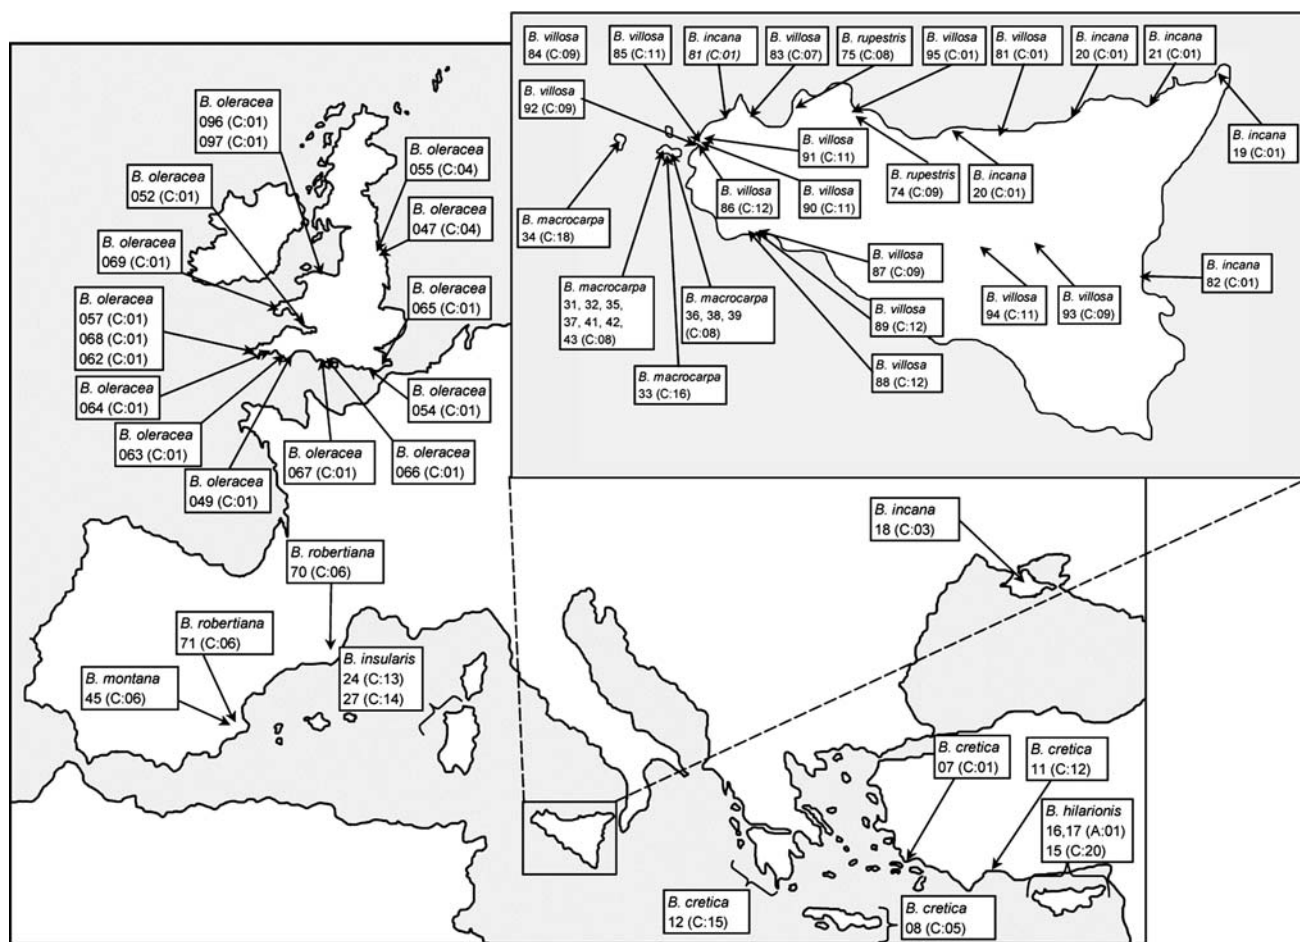 B. villosa
84 (C:09)
B. villosa
85 (C:11)
B. incana
81 (C:01)
B. villosa
83 (C:07)
B. rupestris
75 (C:08)
B. villosa
95 (C:01)
B. villosa
81 (C:01)
B. incana
20 (C:01)
B. incana
21 (C:01)
B. villosa
92 (C:09)
B. incana
19 (C:01)
B. villosa
91 (C:11)
B. rupestris
74 (C:09)
B. incana
20 (C:01)
B. villosa
86 (C:12)
B. villosa
90 (C:11)
B. macrocarpa
34 (C:18)
B. villosa
87 (C:09)
B. incana
82 (C:01)
B. macrocarpa
31, 32, 35,
37, 41, 42,
43 (C:08)
B. macrocarpa
36, 38, 39
(C:08)
B. villosa
89 (C:12)
B. villosa
94 (C:11)
B. villosa
93 (C:09)
B. macrocarpa
33 (C:16)
B. villosa
88 (C:12)
B. oleracea
096 (C:01)
097 (C:01)
B. oleracea
055 (C:04)
B. oleracea
052 (C:01)
B. oleracea
047 (C:04)
B. oleracea
069 (C:01)
B. oleracea
065 (C:01)
B. oleracea
057 (C:01)
068 (C:01)
062 (C:01)
B. oleracea
064 (C:01)
B. oleracea
054 (C:01)
B. oleracea
063 (C:01)
B. oleracea
067 (C:01)
B. oleracea
066 (C:01)
B. oleracea
049 (C:01)
B. incana
18 (C:03)
B. robertiana
70 (C:06)
B. robertiana
71 (C:06)
B. insularis
24 (C:13)
27 (C:14)
B. montana
45 (C:06)
B. cretica
07 (C:01)
B. cretica
11 (C:12)
B. hilarionis
16,17 (A:01)
15 (C:20)
B. cretica
12 (C:15)
B. cretica
08 (C:05)